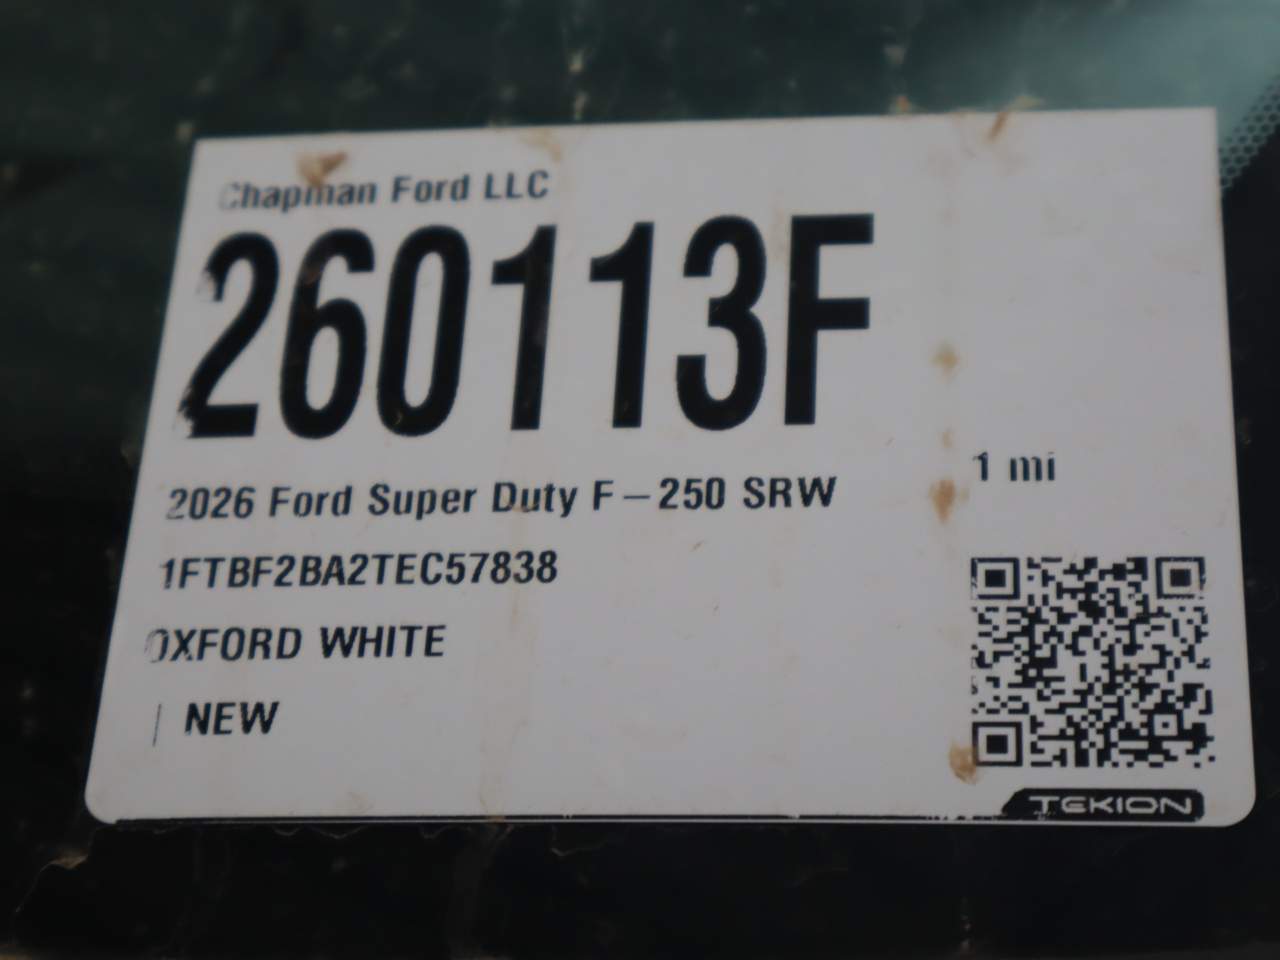 Chapman Ford LLC
260113F
2026 Ford Super Duty F-250 SRW
1 mi
1FTBF2BA2TEC57838
OXFORD WHITE
| NEW
TEKION